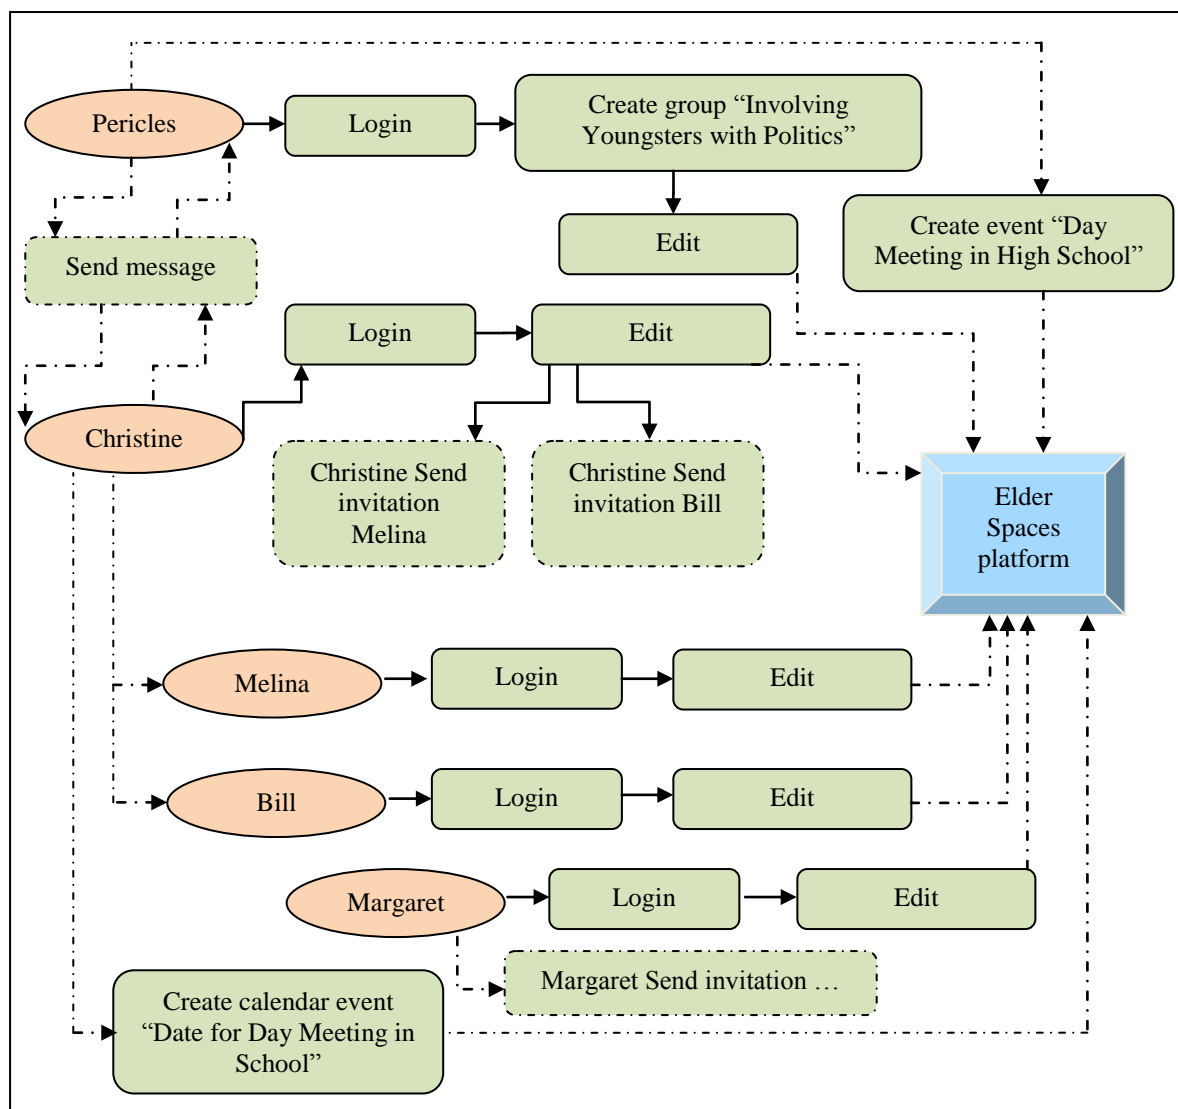 Pericles
Login
Create group “Involving
Youngsters with Politics”
Edit
Create event “Day
Meeting in High School”
Send message
Login
Edit
Christine
Christine Send
invitation
Melina
Christine Send
invitation Bill
Elder
Spaces
platform
Melina
Login
Edit
Bill
Login
Edit
Margaret
Login
Edit
Margaret Send invitation …
Create calendar event
“Date for Day Meeting in
School”